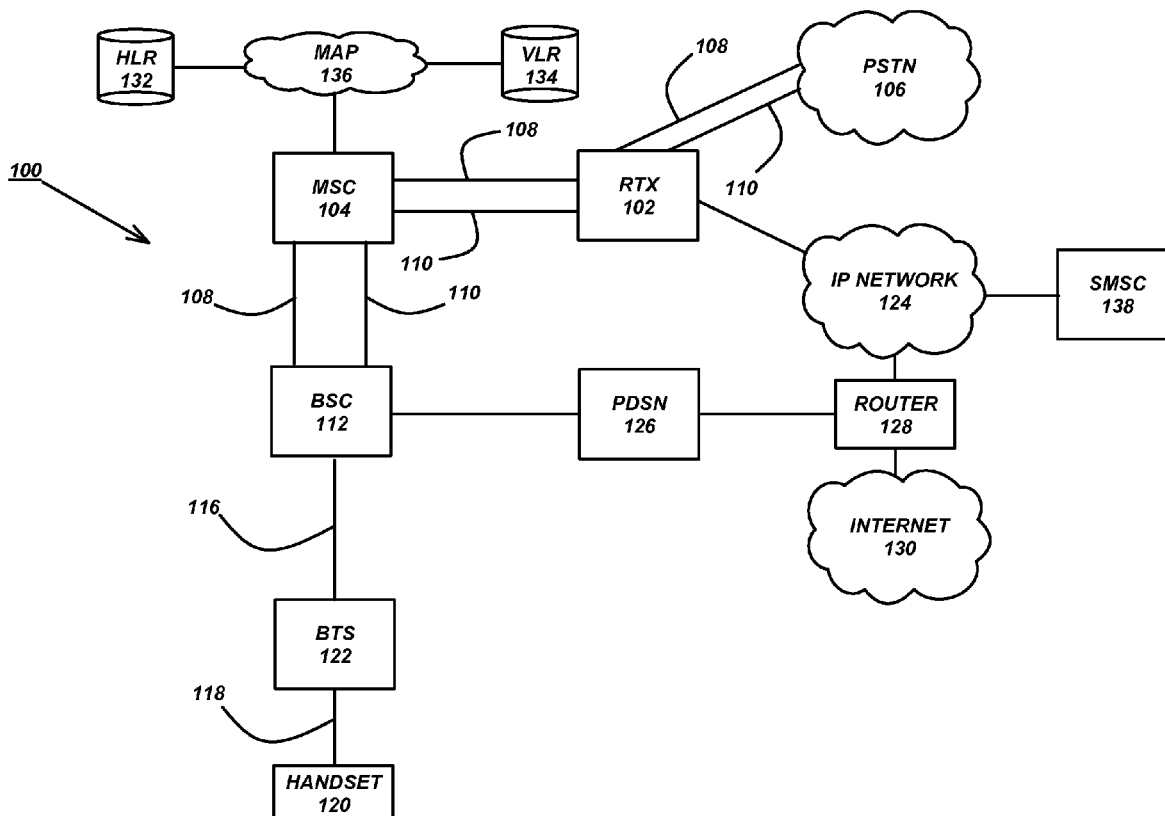 HLR
132
MAP
136
VLR
134
108
PSTN
106
100
MSC
104
108
RTX
102
110
110
IP NETWORK
124
SMSC
138
108
110
BSC
112
PDSN
126
ROUTER
128
116
INTERNET
130
BTS
122
118
HANDSET
120